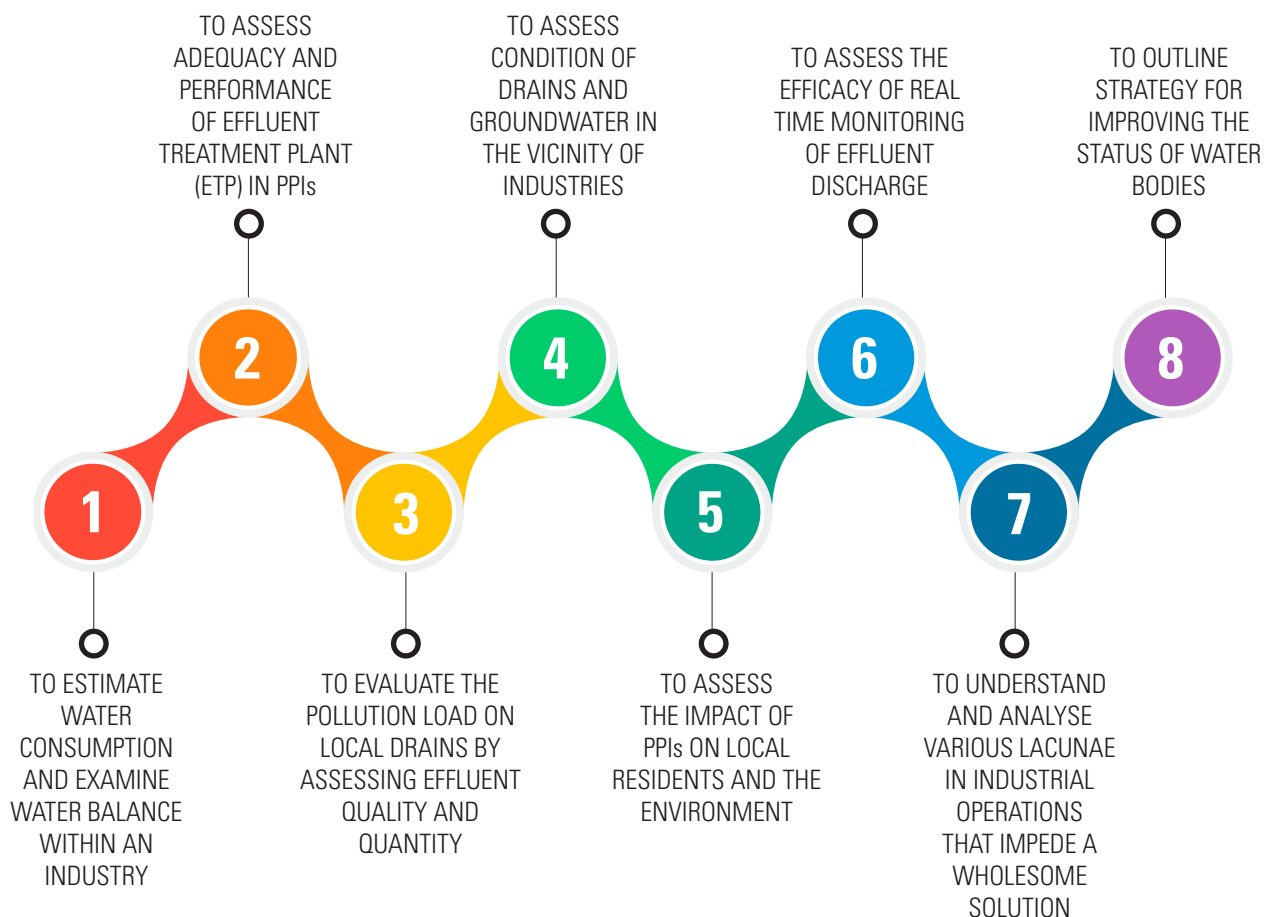 1
TO ESTIMATE
WATER
CONSUMPTION
AND EXAMINE
WATER BALANCE
WITHIN AN
INDUSTRY
2
TO ASSESS
ADEQUACY AND
PERFORMANCE
OF EFFLUENT
TREATMENT PLANT
(ETP) IN PPIs
3
TO EVALUATE THE
POLLUTION LOAD ON
LOCAL DRAINS BY
ASSESSING EFFLUENT
QUALITY AND
QUANTITY
4
TO ASSESS
CONDITION OF
DRAINS AND
GROUNDWATER IN
THE VICINITY OF
INDUSTRIES
5
TO ASSESS
THE IMPACT OF
PPIs ON LOCAL
RESIDENTS AND THE
ENVIRONMENT
6
TO ASSESS THE
EFFICACY OF REAL
TIME MONITORING
OF EFFLUENT
DISCHARGE
7
TO UNDERSTAND
AND ANALYSE
VARIOUS LACUNAE
IN INDUSTRIAL
OPERATIONS
THAT IMPEDE A
WHOLESOME
SOLUTION
8
TO OUTLINE
STRATEGY FOR
IMPROVING THE
STATUS OF WATER
BODIES